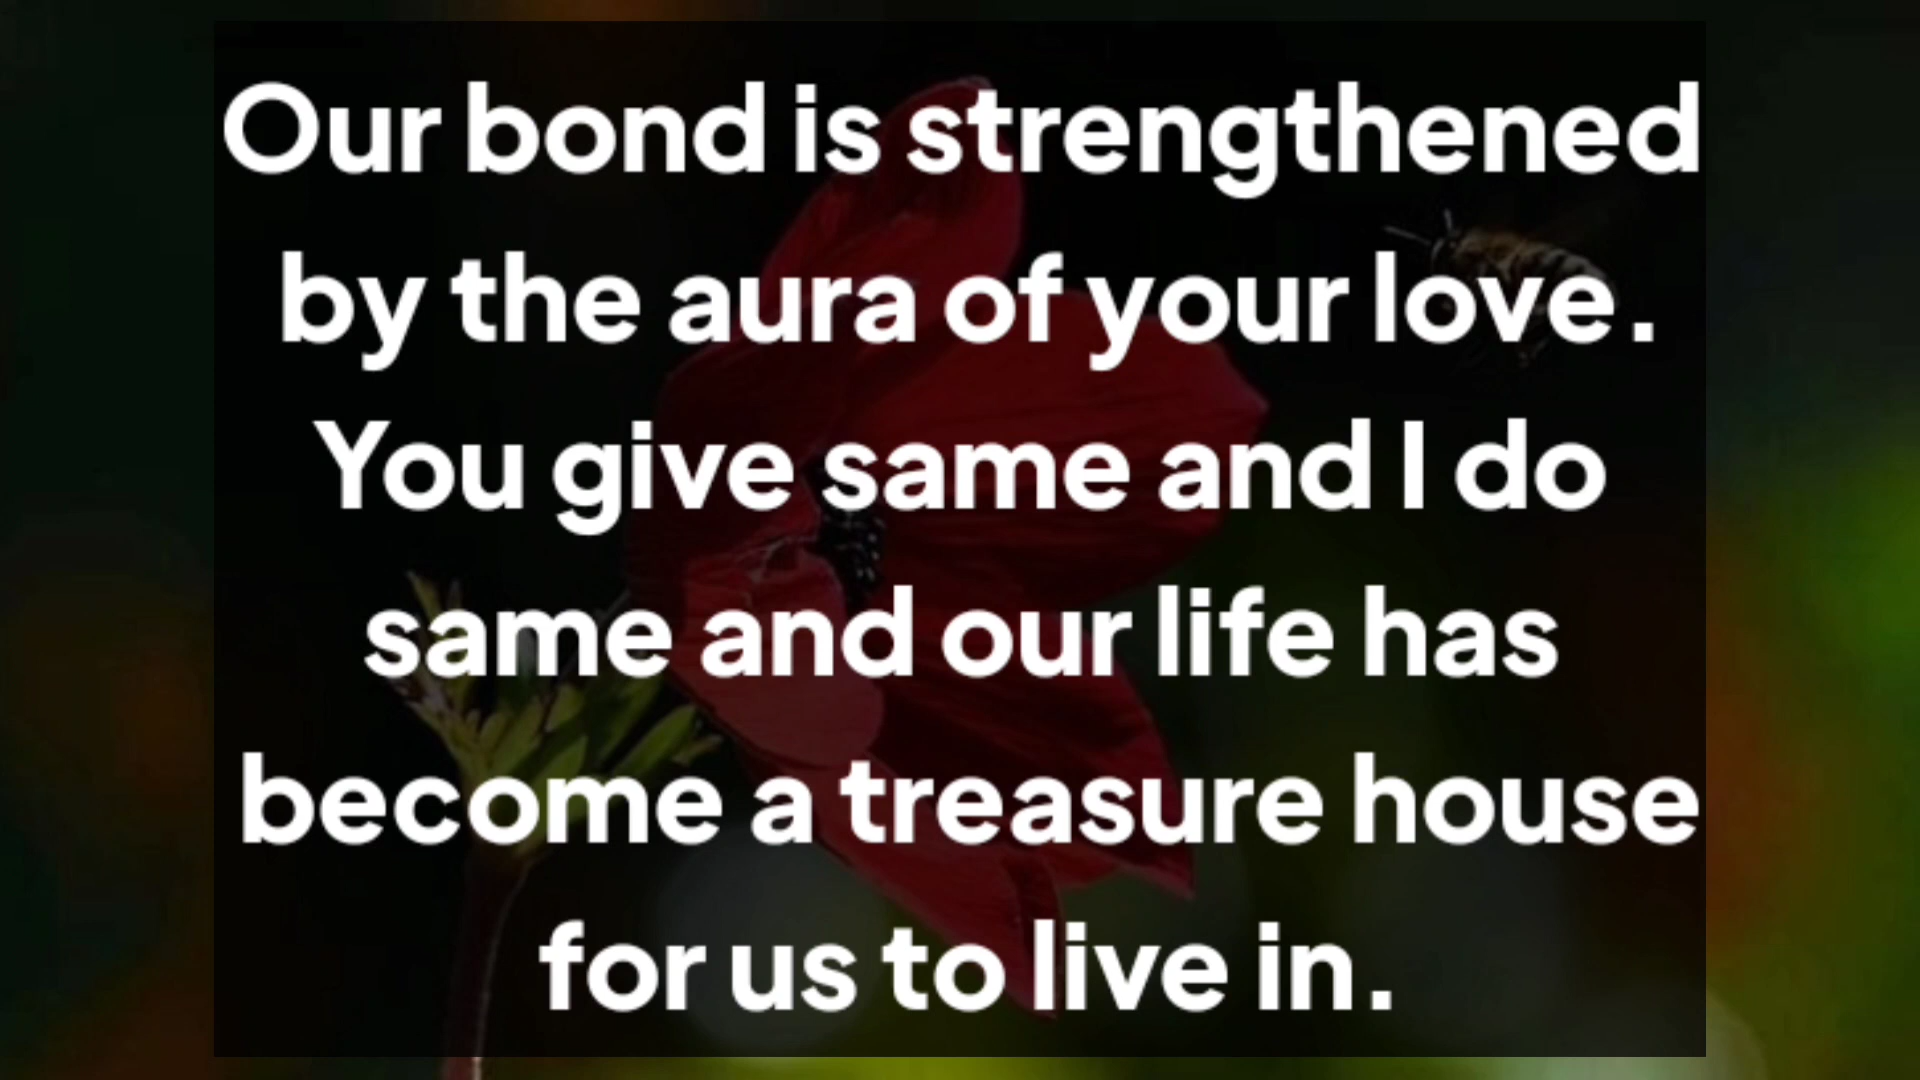 Our bond is strengthened
by the aura of your love.
You give same and I do
same and our life has
become a treasure house
for us to live in.